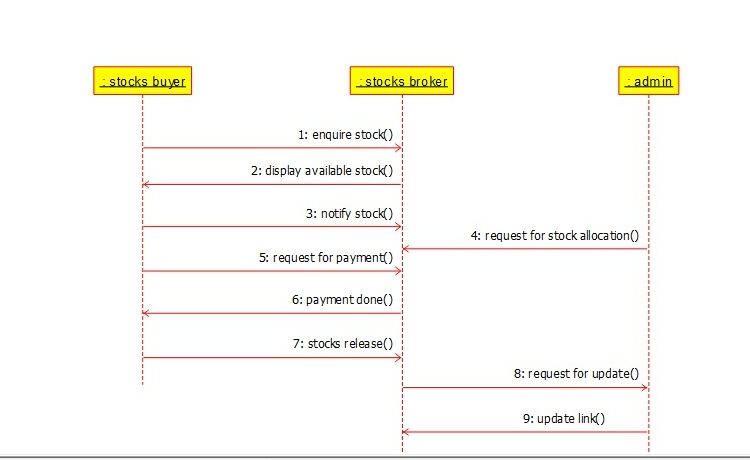 : stocks buyer
: stocks broker
: admin
1: enquire stock()
2: display available stock()
3: notify stock()
4: request for stock allocation()
5: request for payment()
6: payment done()
7: stocks release()
8: request for update()
9: update link()